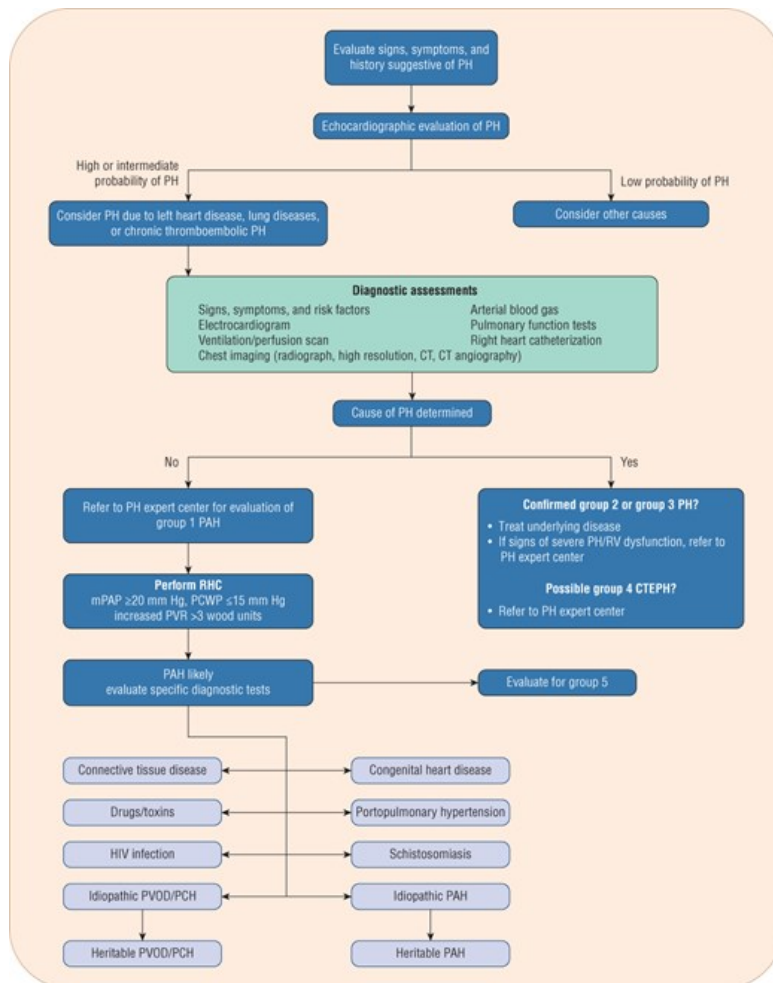 Evaluate signs, symptoms, and
history suggestive of PH
Echocardiographic evaluation of PH
High or intermediate
probability of PH
Low probability of PH
Consider PH due to left heart disease, lung diseases,
or chronic thromboembolic PH
Consider other causes
Diagnostic assessments
Signs, symptoms, and risk factors
Electrocardiogram
Ventilation/perfusion scan
Arterial blood gas
Pulmonary function tests
Right heart catheterization
Chest imaging (radiograph, high resolution, CT, CT angiography)
Cause of PH determined
No
Yes
Refer to PH expert center for evaluation of
group 1 PAH
Confirmed group 2 or group 3 PH?
• Treat underlying disease
• If signs of severe PH/RV dysfunction, refer to
PH expert center
Possible group 4 CTEPH?
• Refer to PH expert center
Perform RHC
mPAP ≥20 mm Hg, PCWP ≤15 mm Hg
increased PVR >3 wood units
PAH likely
evaluate specific diagnostic tests
Evaluate for group 5
Connective tissue disease
Congenital heart disease
Drugs/toxins
Portopulmonary hypertension
HIV infection
Schistosomiasis
Idiopathic PVOD/PCH
Idiopathic PAH
Heritable PVOD/PCH
Heritable PAH